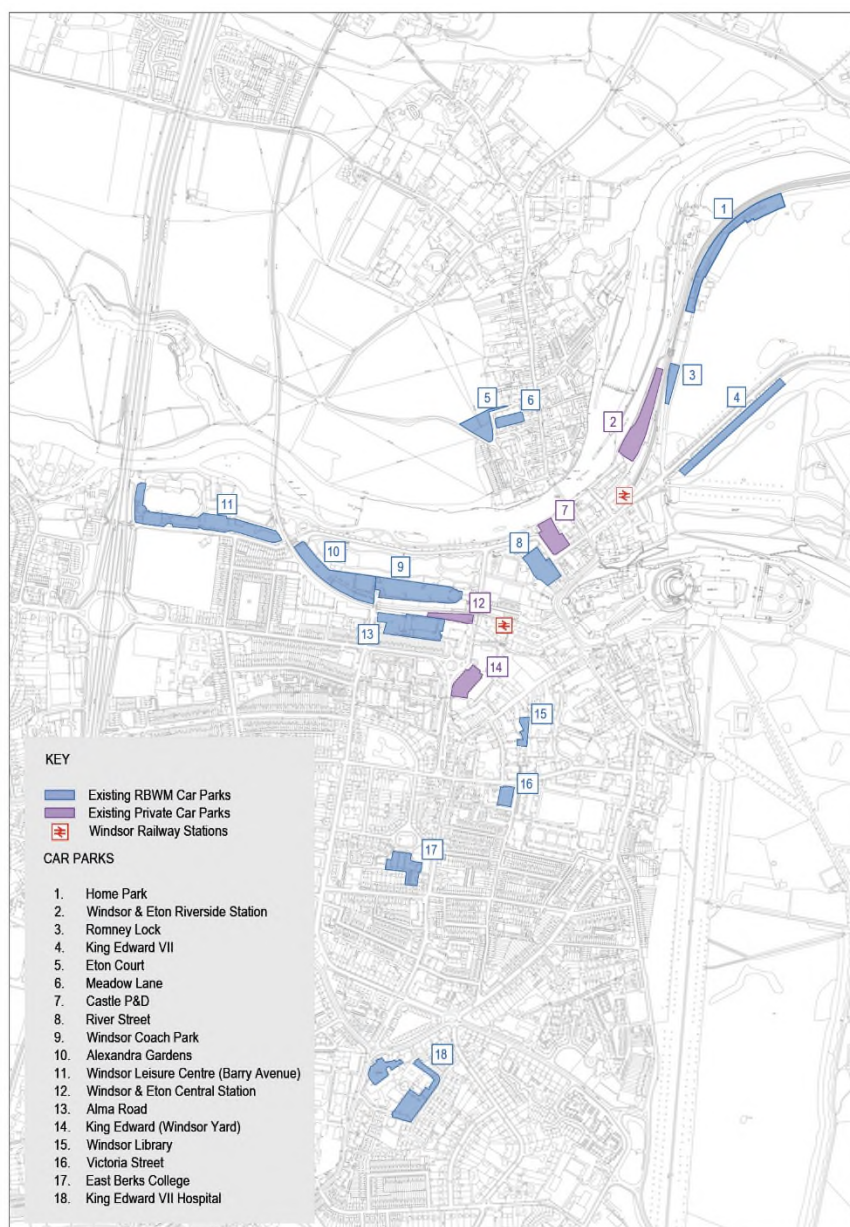 1
3
4
2
5
6
7
8
11
10
9
12
13
14
15
16
17
18
KEY
Existing RBWM Car Parks
Existing Private Car Parks
Windsor Railway Stations
CAR PARKS
1. Home Park
2. Windsor & Eton Riverside Station
3. Romney Lock
4. King Edward VII
5. Eton Court
6. Meadow Lane
7. Castle P&D
8. River Street
9. Windsor Coach Park
10. Alexandra Gardens
11. Windsor Leisure Centre (Barry Avenue)
12. Windsor & Eton Central Station
13. Alma Road
14. King Edward (Windsor Yard)
15. Windsor Library
16. Victoria Street
17. East Berks College
18. King Edward VII Hospital